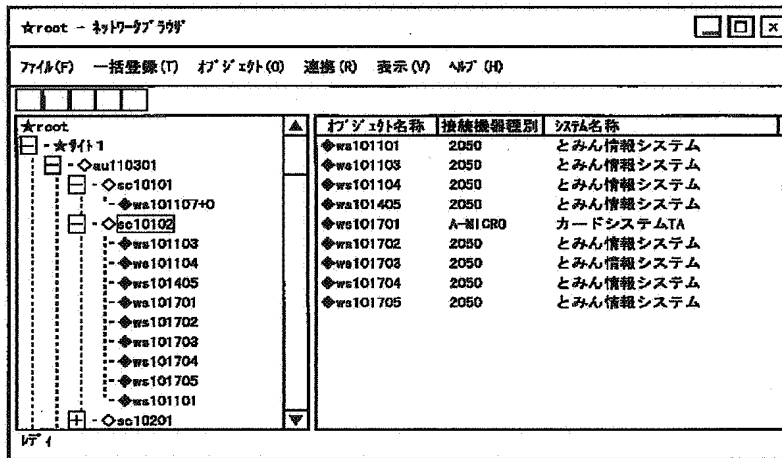 ☆root - ネットワークブラウザ
ファイル(F) 一括登録(T) オブジェクト(O) 連携(R) 表示(V) ヘルプ(H)
★root
-★サイト1
-◇au110301
-◇sc10101
-◆ws101107+0
-◇sc10102
-◆ws101103
-◆ws101104
-◆ws101405
-◆ws101701
-◆ws101702
-◆ws101703
-◆ws101704
-◆ws101705
-◆ws101101
-◇sc10201
オブジェクト名称 接続機器種別 システム名称
◆ws101101 2050 とみん情報システム
◆ws101103 2050 とみん情報システム
◆ws101104 2050 とみん情報システム
◆ws101405 2050 とみん情報システム
◆ws101701 A-MICRO カードシステムTA
◆ws101702 2050 とみん情報システム
◆ws101703 2050 とみん情報システム
◆ws101704 2050 とみん情報システム
◆ws101705 2050 とみん情報システム
レディ